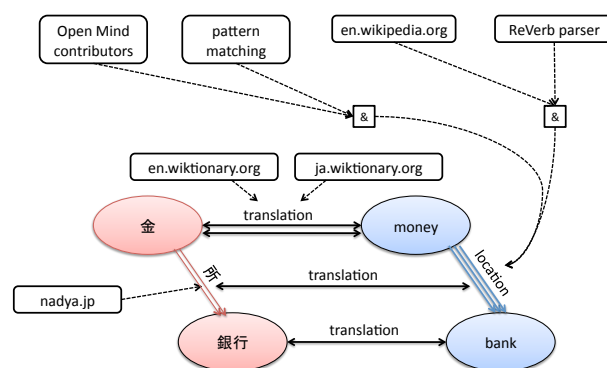 Open Mind
contributors
pattern
matching
en.wikipedia.org
ReVerb parser
&
&
en.wiktionary.org
ja.wiktionary.org
金
translation
money
所
translation
location
nadya.jp
銀行
translation
bank